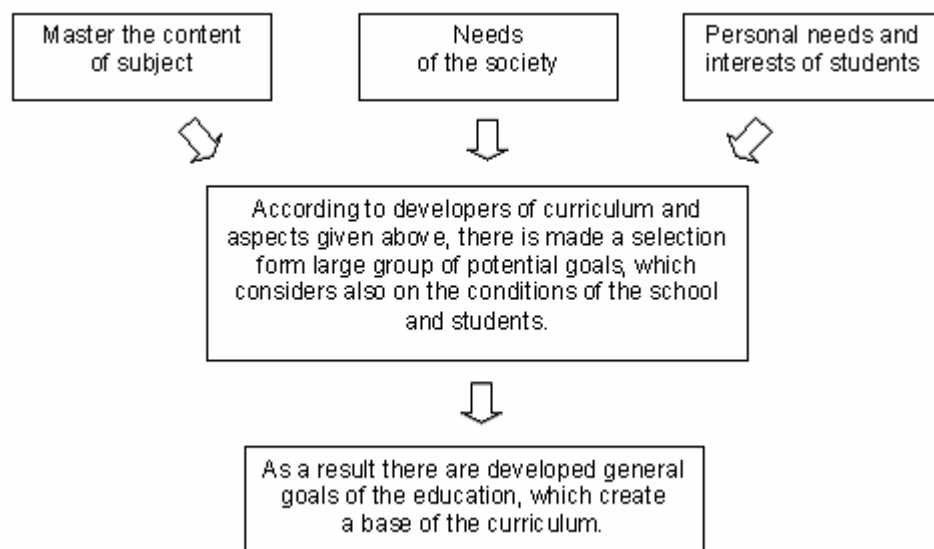 Master the content
of subject
Needs
of the society
Personal needs and
interests of students
According to developers of curriculum and
aspects given above, there is made a selection
form large group of potential goals, which
considers also on the conditions of the school
and students.
As a result there are developed general
goals of the education, which create
a base of the curriculum.